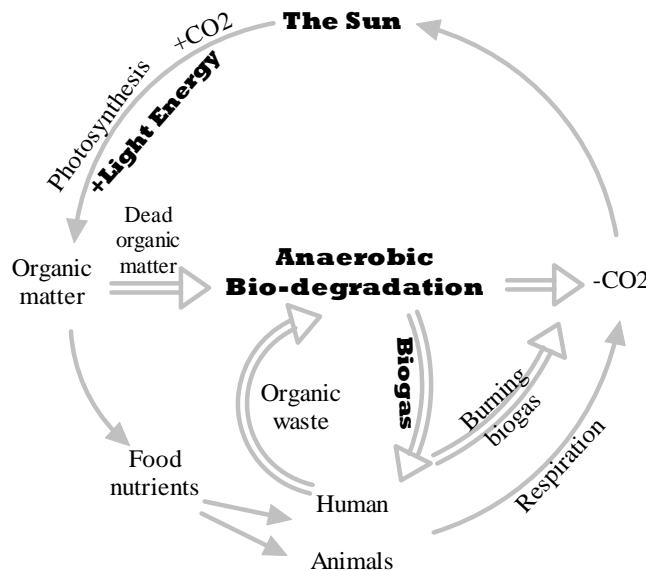 The Sun
+CO2
Photosynthesis
+Light Energy
Dead
organic
matter
Organic
matter
Anaerobic
Bio-degradation
-CO2
Biogas
Organic
waste
Burning
biogas
Respiration
Food
nutrients
Human
Animals